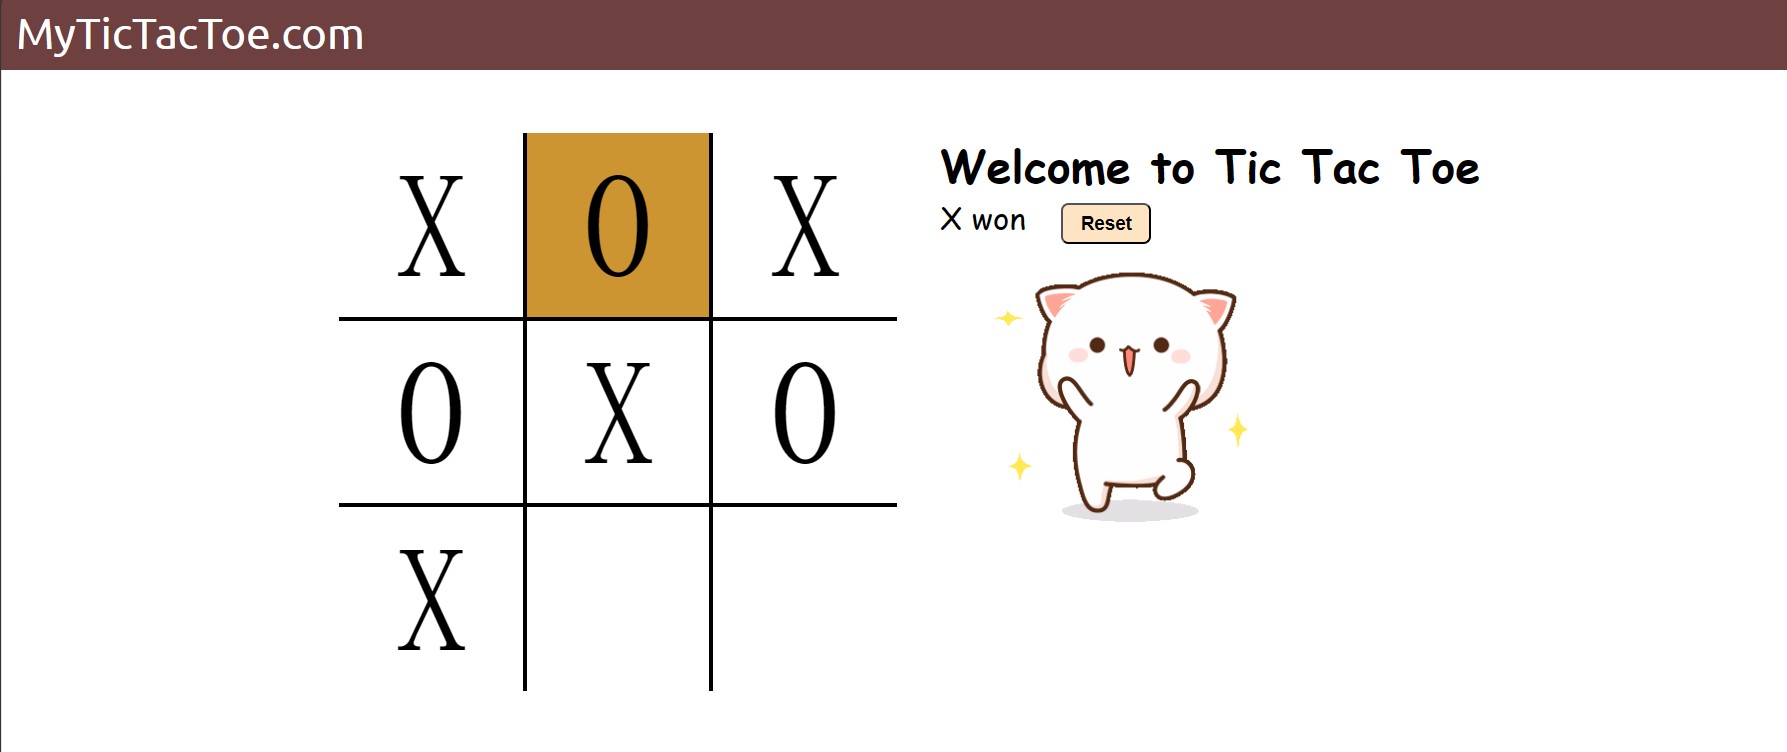 MyTicTacToe.com
X O X
O X O
X
Welcome to Tic Tac Toe
X won Reset